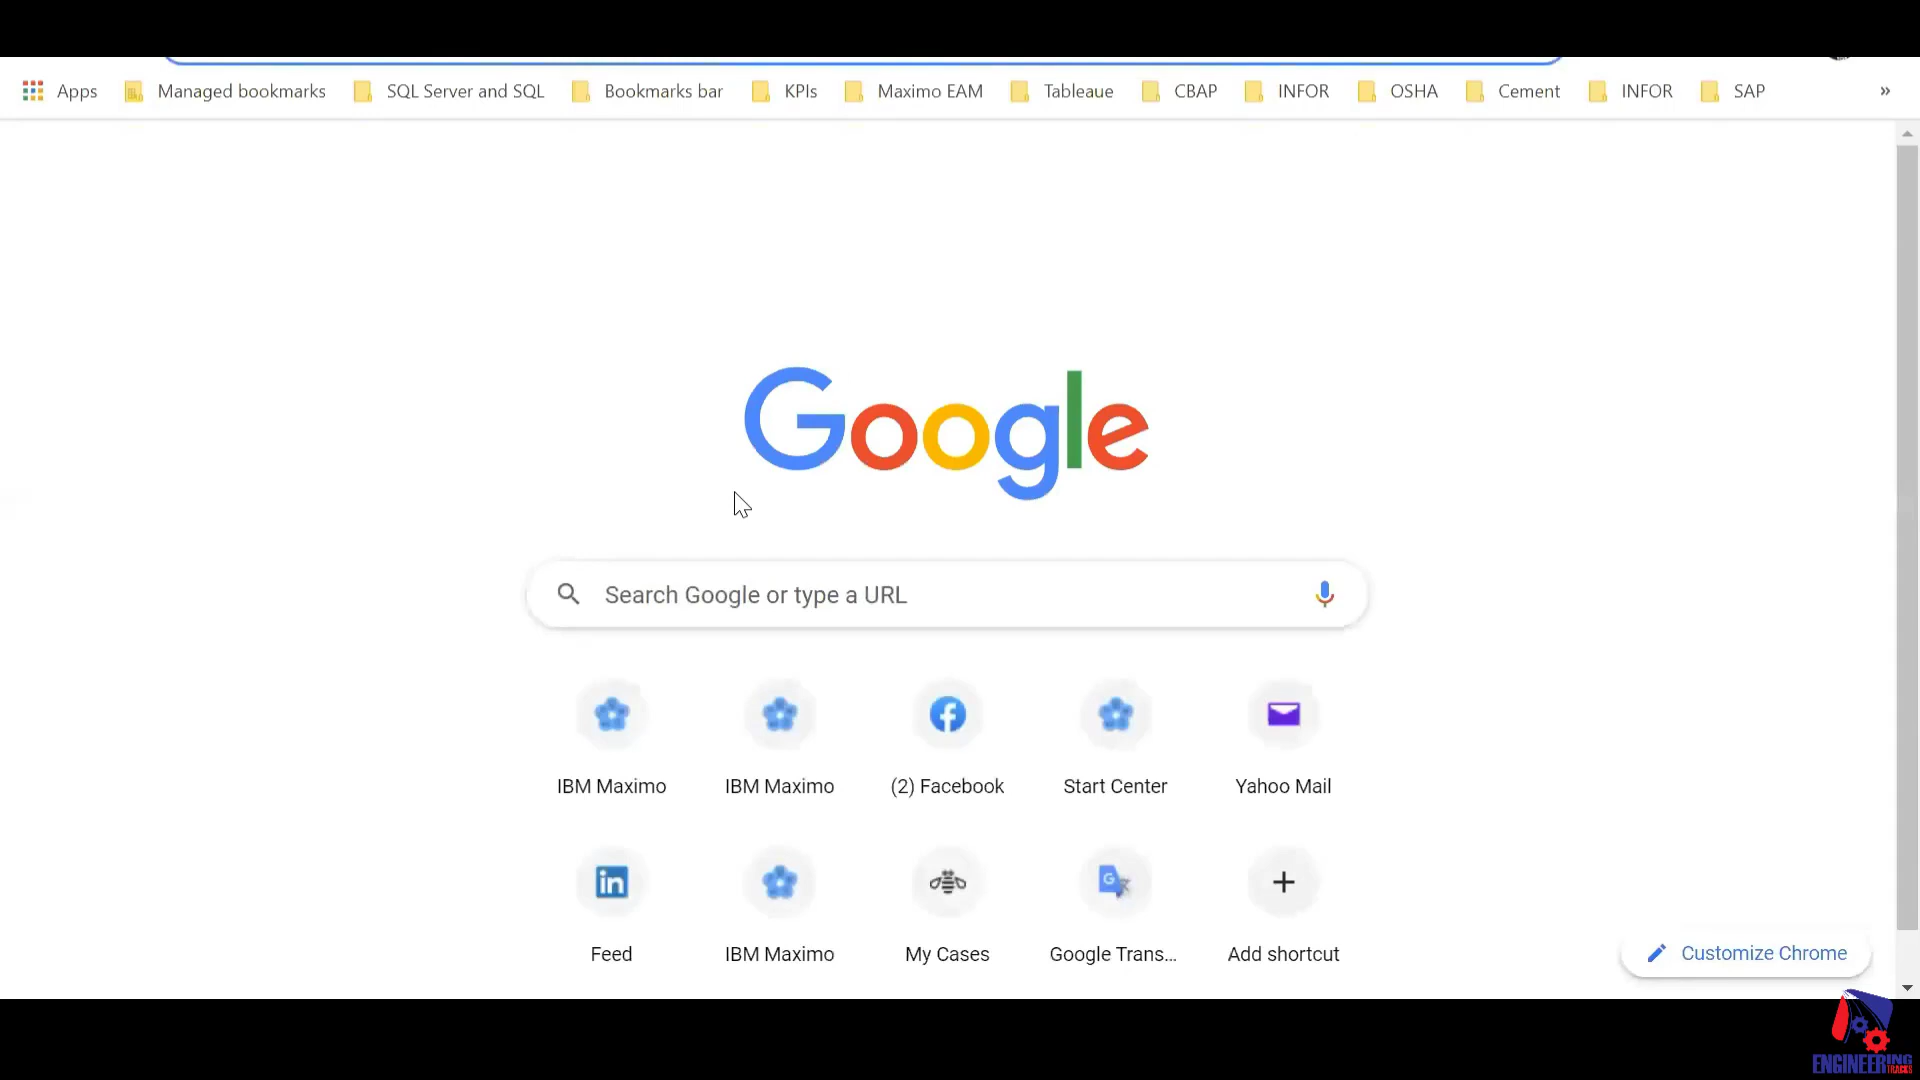 Apps Managed bookmarks SQL Server and SQL Bookmarks bar KPIs Maximo EAM Tableaue CBAP INFOR OSHA Cement INFOR SAP »
Google
Search Google or type a URL
IBM Maximo IBM Maximo (2) Facebook Start Center Yahoo Mail
Feed IBM Maximo My Cases Google Trans... Add shortcut
Customize Chrome
ENGINEERING
TRACKS